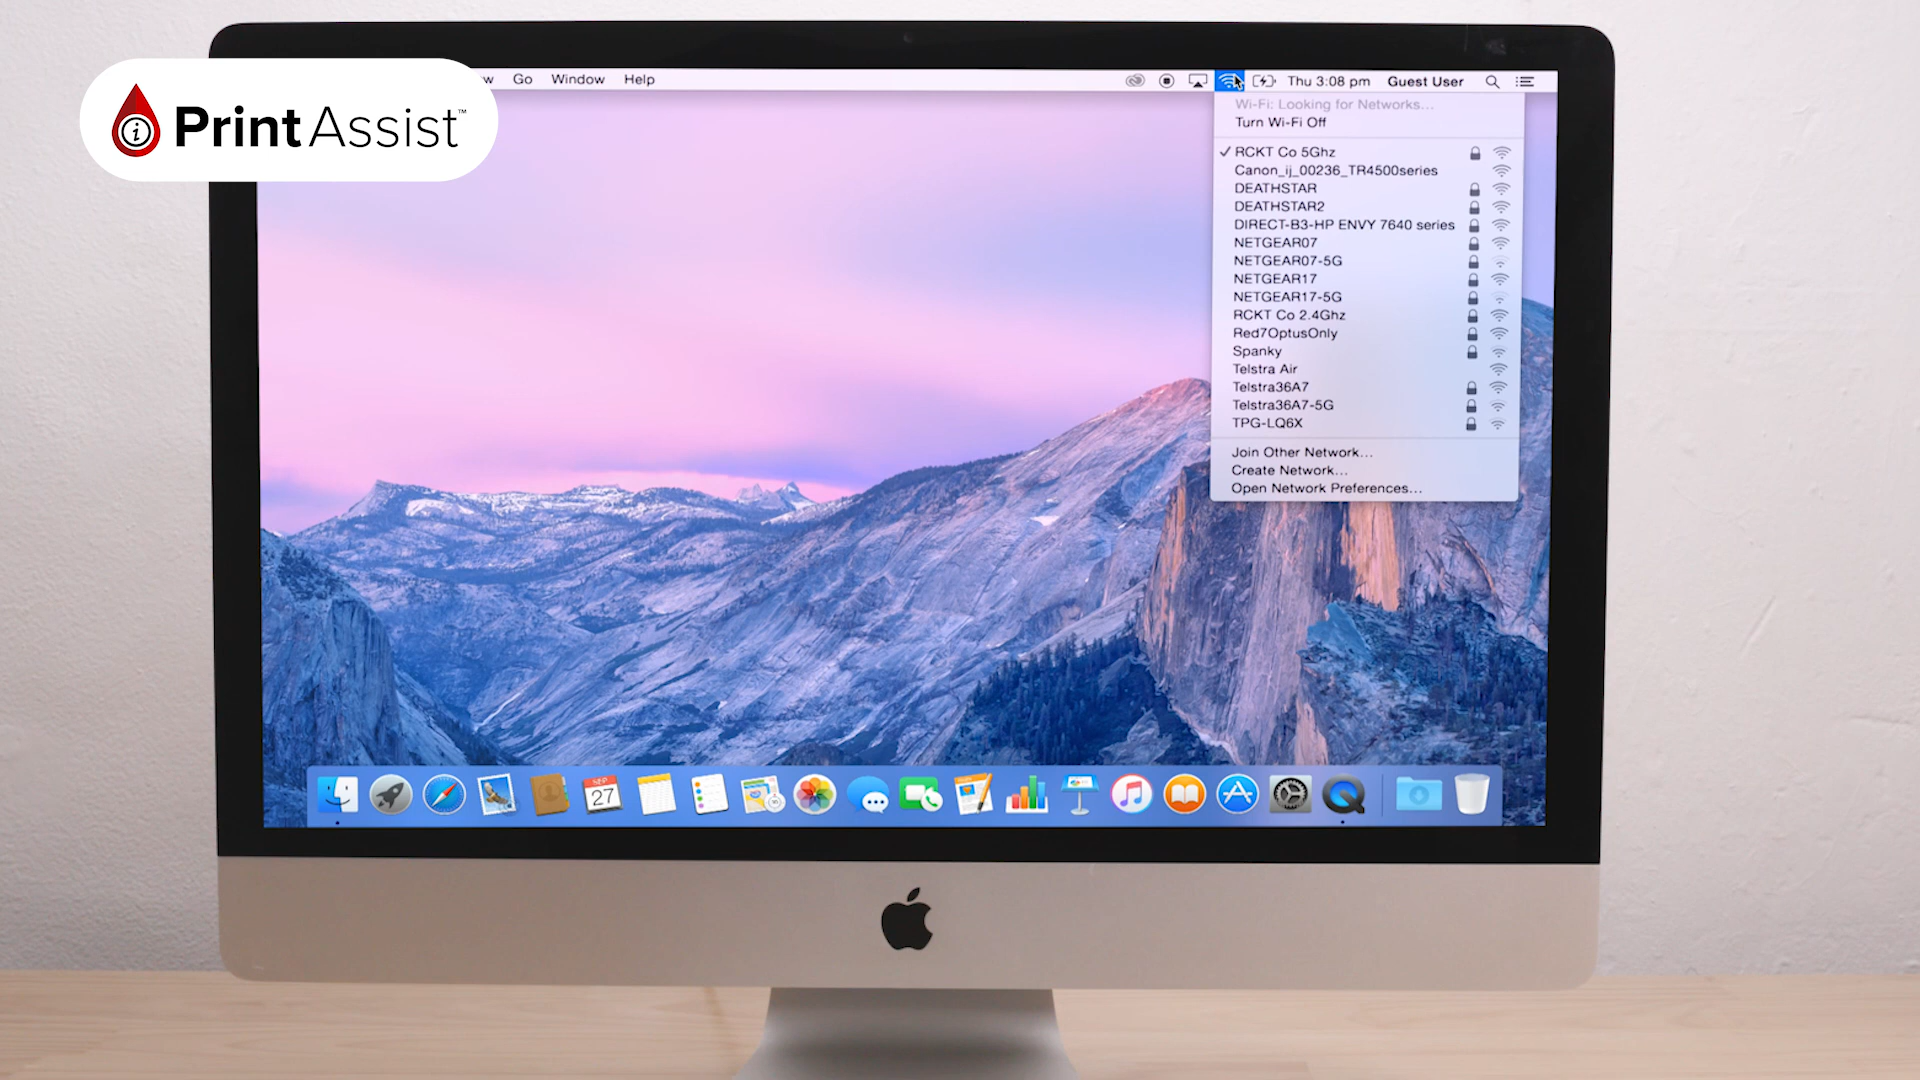 PrintAssist™
Go Window Help
Thu 3:08 pm Guest User
Wi-Fi: Looking for Networks...
Turn Wi-Fi Off
✓ RCKT Co 5Ghz
Canon_ij_00236_TR4500series
DEATHSTAR
DEATHSTAR2
DIRECT-B3-HP ENVY 7640 series
NETGEAR07
NETGEAR07-5G
NETGEAR17
NETGEAR17-5G
RCKT Co 2.4Ghz
Red7OptusOnly
Spanky
Telstra Air
Telstra36A7
Telstra36A7-5G
TPG-LQ6X
Join Other Network...
Create Network...
Open Network Preferences...
SEP
27